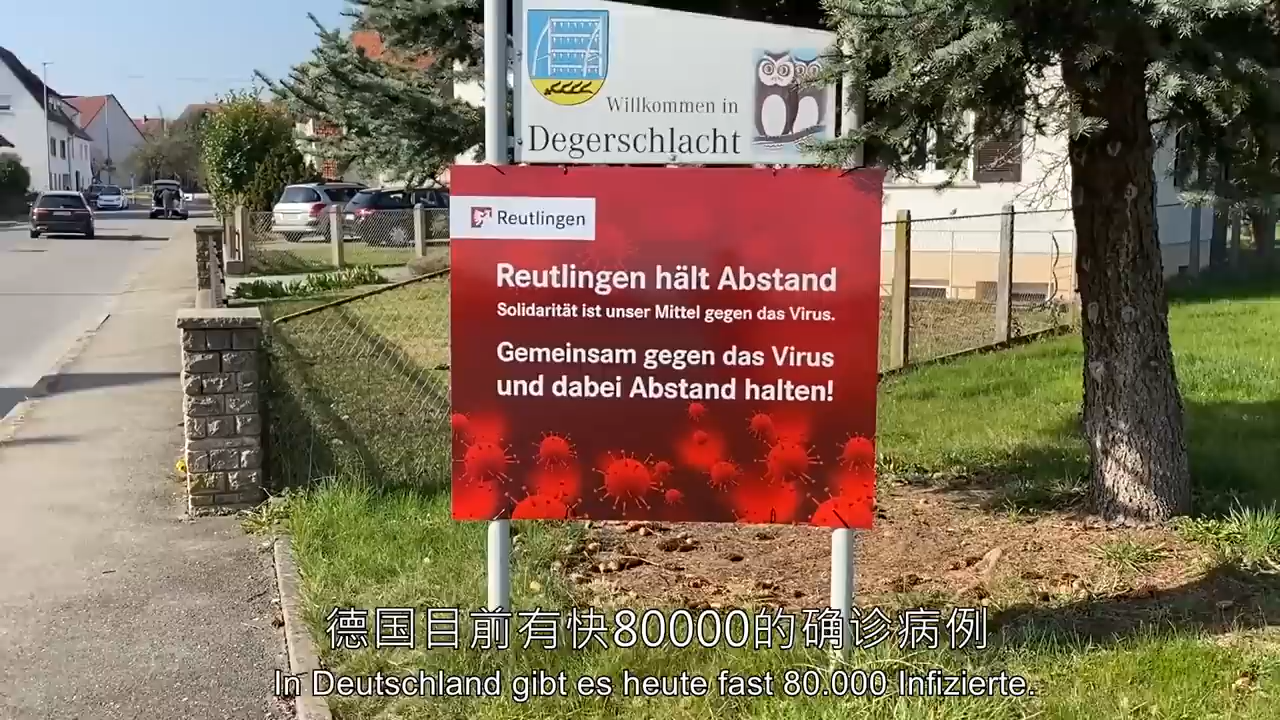 Willkommen in
Degerschlacht
Reutlingen
Reutlingen hält Abstand
Solidarität ist unser Mittel gegen das Virus.
Gemeinsam gegen das Virus
und dabei Abstand halten!
德国目前有快80000的确诊病例
In Deutschland gibt es heute fast 80.000 Infizierte.